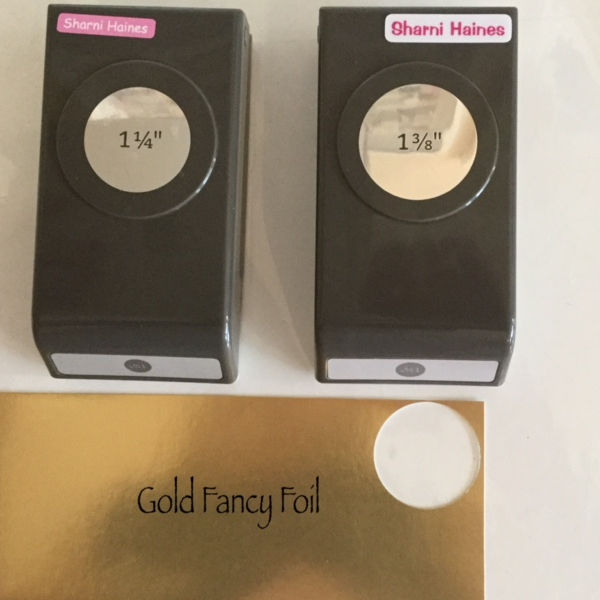 Sharni Haines
Sharni Haines
1¼"
1⅜"
Gold Fancy Foil